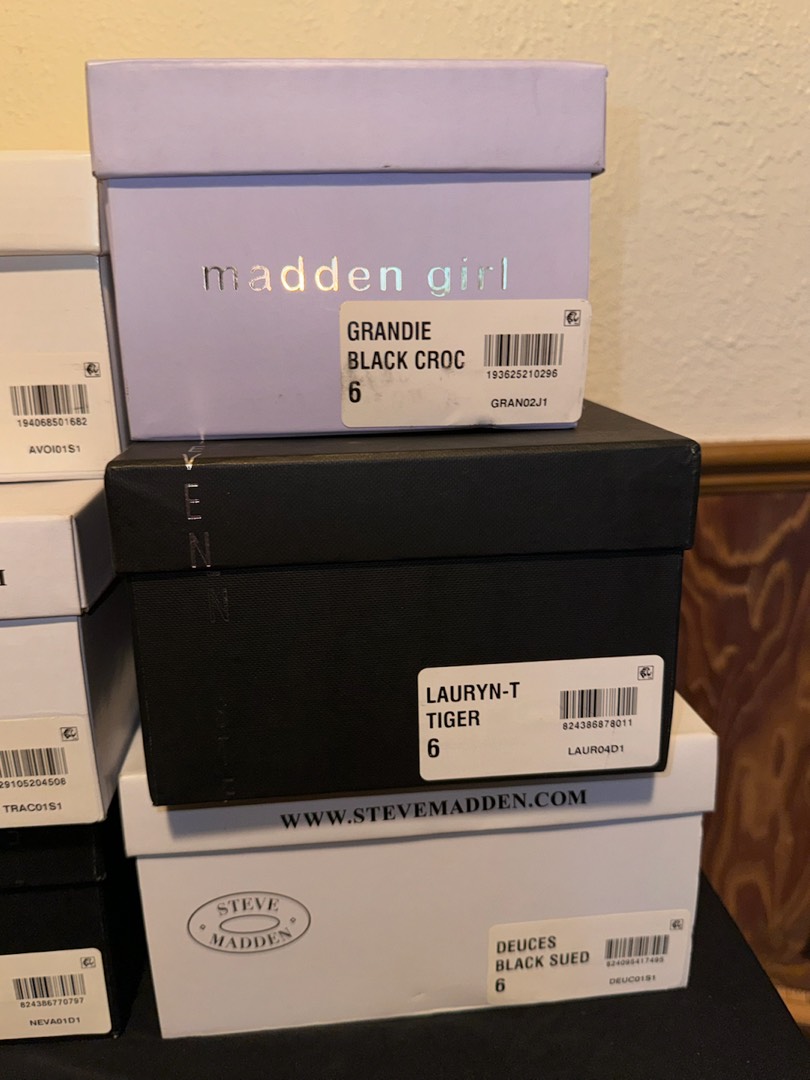 madden girl
GRANDIE
BLACK CROC
6
193625210296
GRAN02J1
194068501682
AVOI01S1
LAURYN-T
TIGER
6
824386878011
LAUR04D1
29105204508
TRAC01S1
WWW.STEVEMADDEN.COM
STEVE
MADDEN
DEUCES
BLACK SUED
6
DEUC01S1
824386770797
NEVA01D1